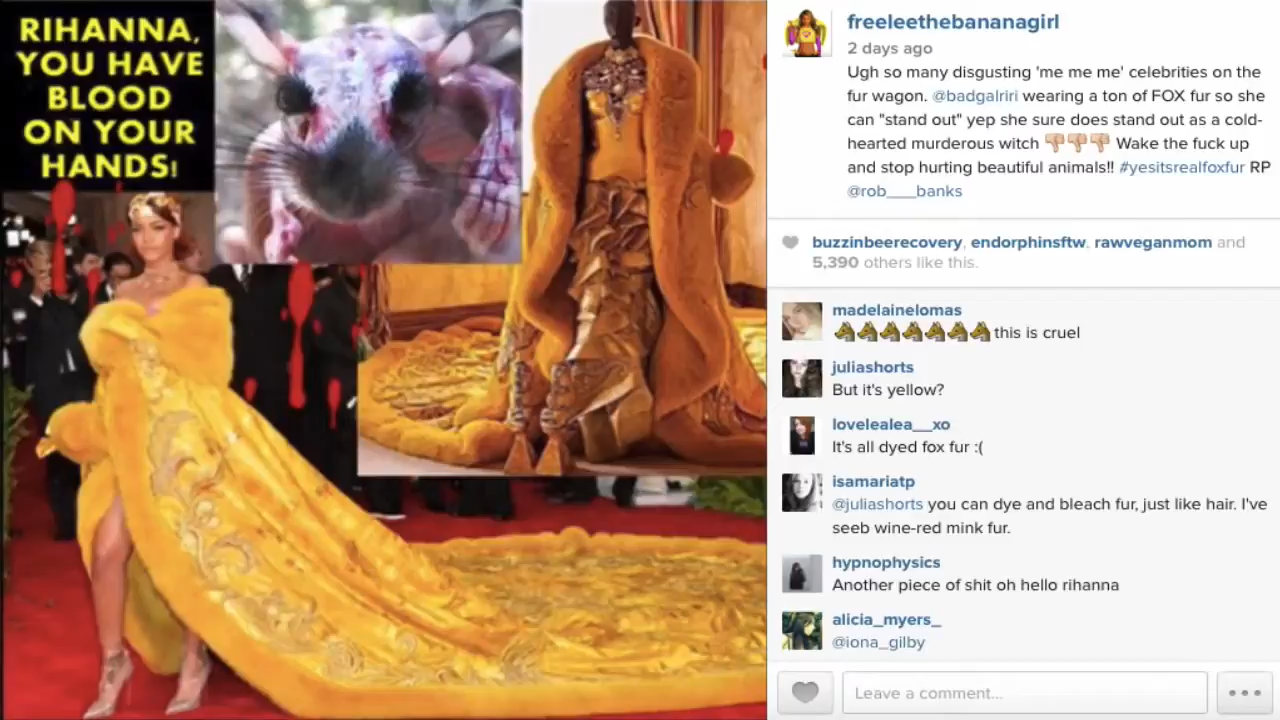 RIHANNA,
YOU HAVE
BLOOD
ON YOUR
HANDS!
freeleethebananagirl
2 days ago
Ugh so many disgusting 'me me me' celebrities on the
fur wagon. @badgalriri wearing a ton of FOX fur so she
can "stand out" yep she sure does stand out as a cold-
hearted murderous witch 👎👎👎 Wake the fuck up
and stop hurting beautiful animals!! #yesitsrealfoxfur RP
@rob___banks
buzzinbeerecovery, endorphinsftw, rawveganmom and
5,390 others like this.
madelainelomas
🐴🐴🐴🐴🐴🐴🐴 this is cruel
juliashorts
But it's yellow?
lovelealea__xo
It's all dyed fox fur :(
isamariatp
@juliashorts you can dye and bleach fur, just like hair. I've
seeb wine-red mink fur.
hypnophysics
Another piece of shit oh hello rihanna
alicia_myers_
@iona_gilby
Leave a comment...